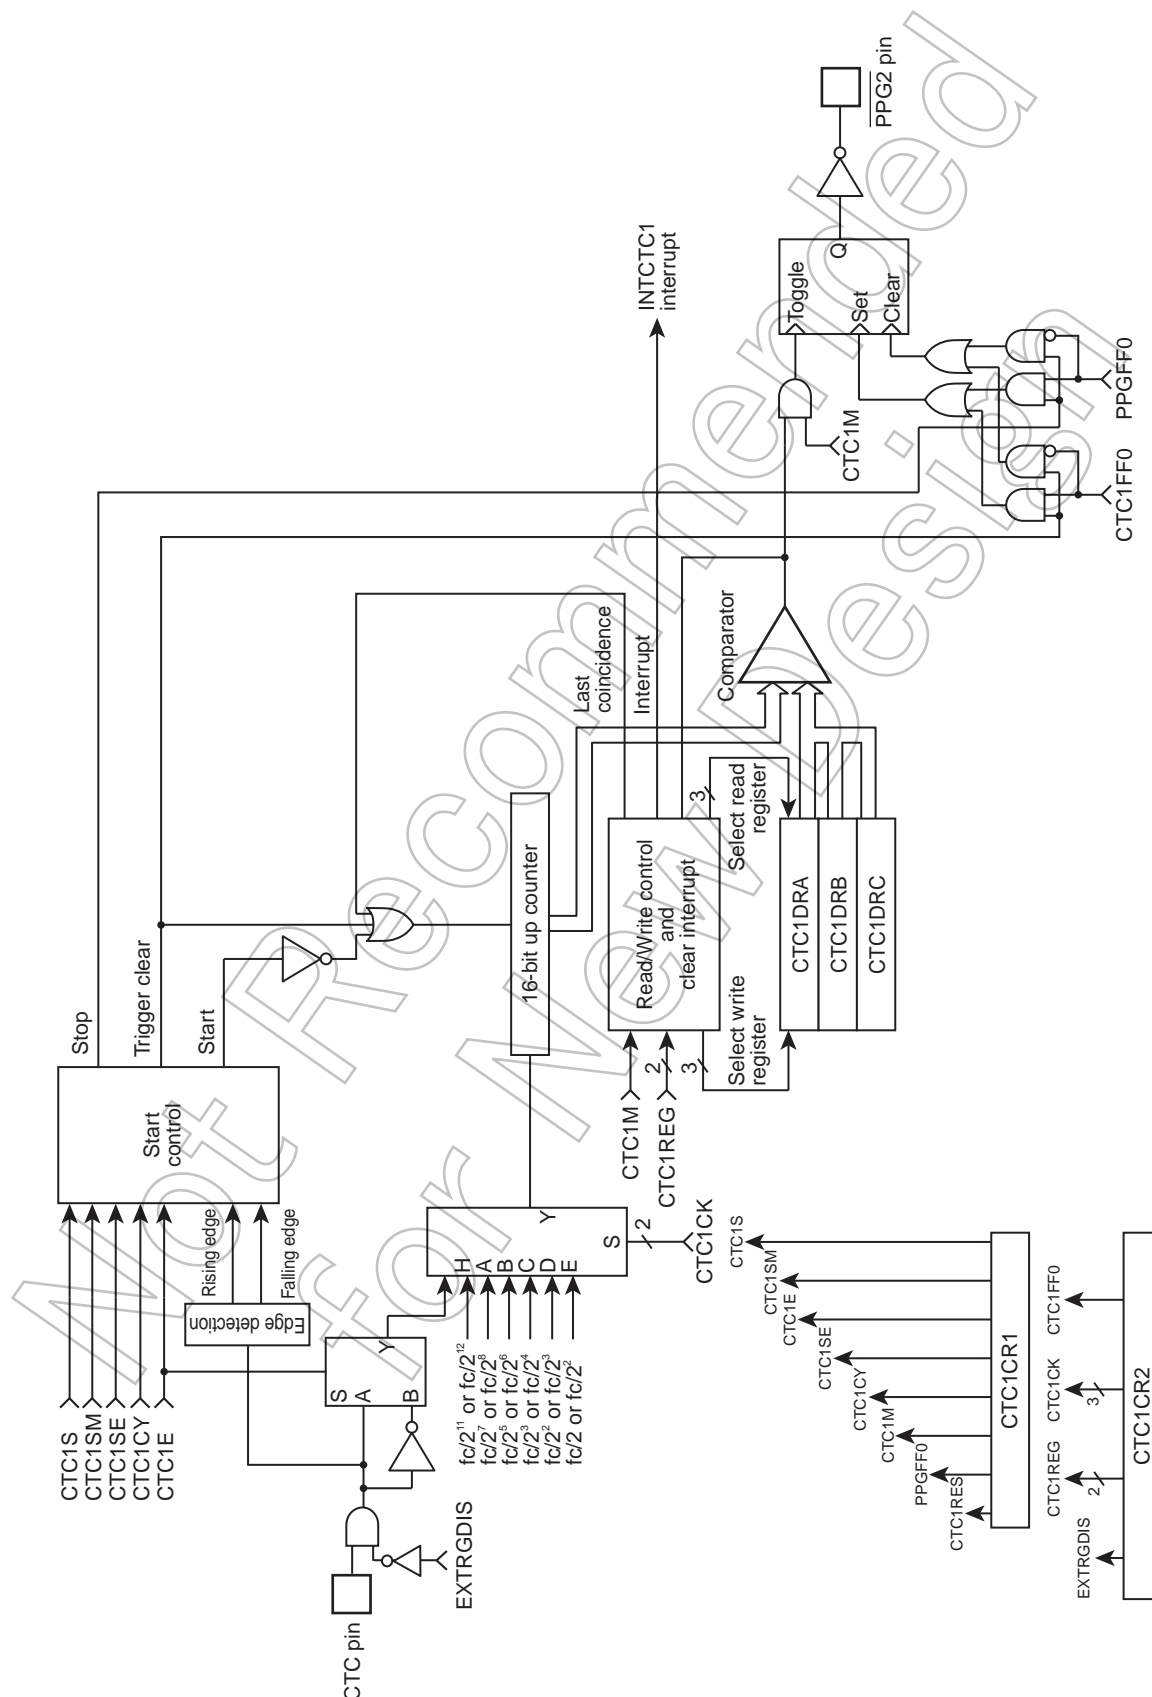 Not Recommended
for New Design
CTC1S
CTC1SM
CTC1SE
CTC1CY
CTC1E
Start
control
Stop
Trigger clear
Start
Rising edge
Falling edge
Edge detection
S
A
B
Y
CTC pin
EXTRGDIS
H
A
B
C
D
E
Y
S
2
CTC1CK
fc/2¹¹ or fc/2¹²
fc/2⁷ or fc/2⁸
fc/2⁵ or fc/2⁶
fc/2³ or fc/2⁴
fc/2² or fc/2³
fc/2 or fc/2²
16-bit up counter
CTC1M
CTC1REG
2
3
Read/Write control
and
clear interrupt
Last
coincidence
Interrupt
INTCTC1
interrupt
3
Select read
register
Select write
register
CTC1DRA
CTC1DRB
CTC1DRC
Comparator
CTC1M
Toggle
Set
Clear
Q
PPG2 pin
CTC1FF0
PPGFF0
CTC1S
CTC1SM
CTC1E
CTC1SE
CTC1CY
CTC1M
PPGFF0
CTC1RES
CTC1CR1
CTC1FF0
CTC1CK
3
CTC1REG
2
EXTRGDIS
CTC1CR2